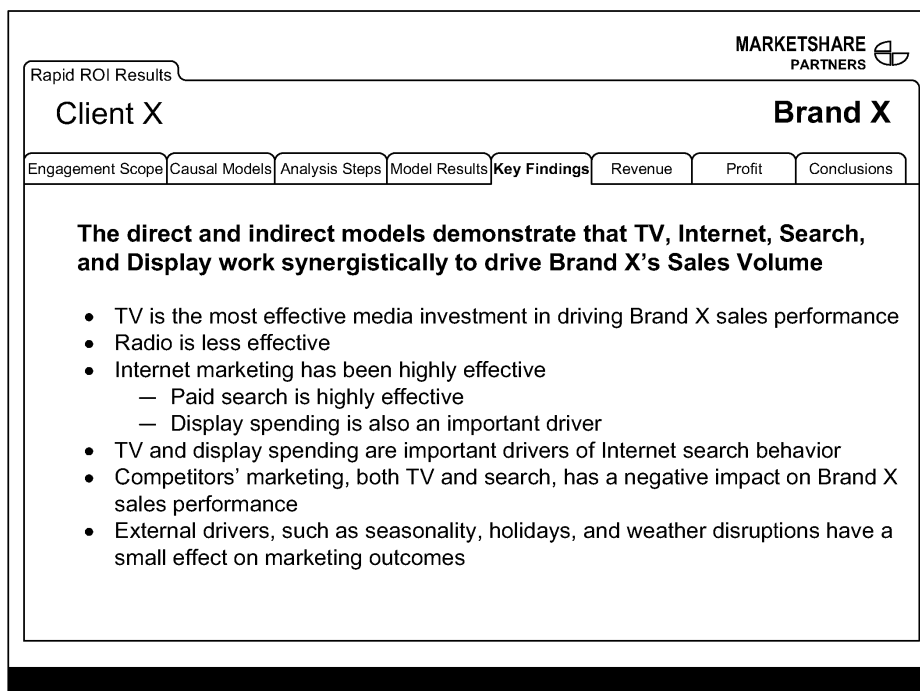 MARKETSHARE
PARTNERS
Rapid ROI Results
Client X
Brand X
Engagement Scope
Causal Models
Analysis Steps
Model Results
Key Findings
Revenue
Profit
Conclusions
The direct and indirect models demonstrate that TV, Internet, Search,
and Display work synergistically to drive Brand X's Sales Volume
• TV is the most effective media investment in driving Brand X sales performance
• Radio is less effective
• Internet marketing has been highly effective
— Paid search is highly effective
— Display spending is also an important driver
• TV and display spending are important drivers of Internet search behavior
• Competitors' marketing, both TV and search, has a negative impact on Brand X
sales performance
• External drivers, such as seasonality, holidays, and weather disruptions have a
small effect on marketing outcomes